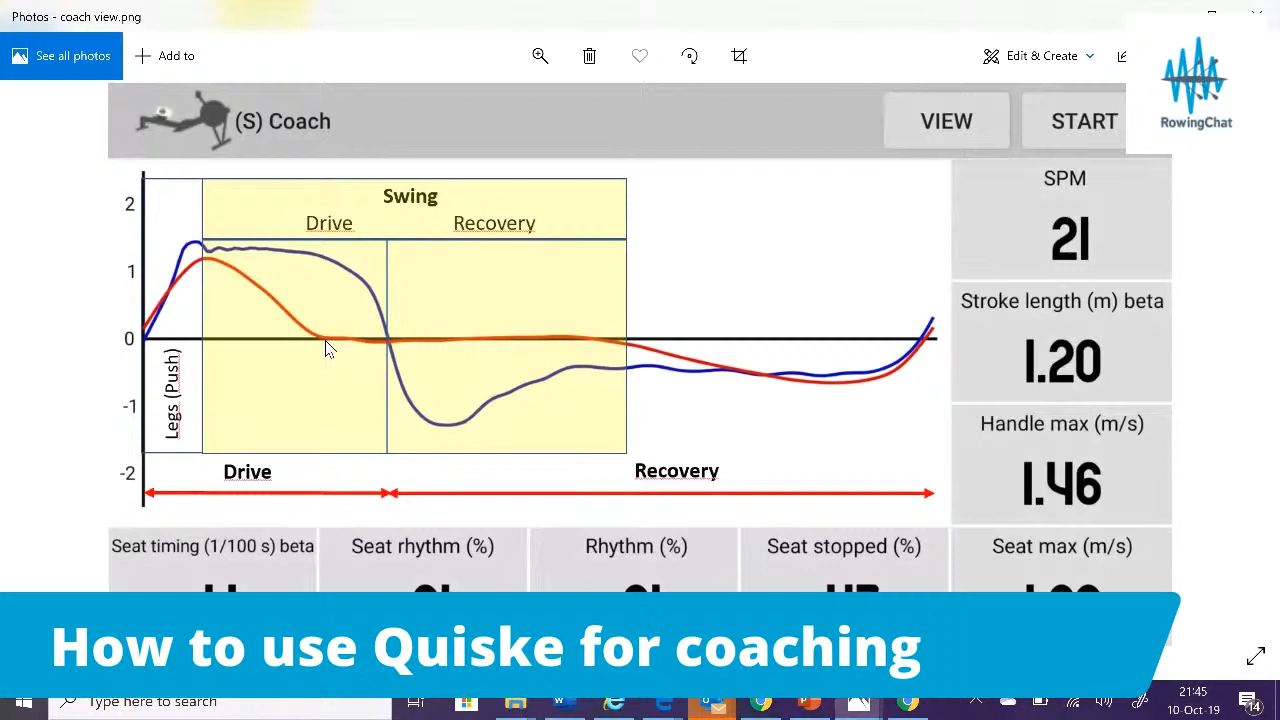 Photos - coach view.png
See all photos
Add to
Edit & Create
RowingChat
(S) Coach
VIEW
START
SPM
21
Stroke length (m) beta
1.20
Handle max (m/s)
1.46
Seat max (m/s)
2
1
0
-1
-2
Swing
Drive
Recovery
Legs (Push)
Drive
Recovery
Seat timing (1/100 s) beta
Seat rhythm (%)
Rhythm (%)
Seat stopped (%)
How to use Quiske for coaching
Type here to search
21:45
10-Oct-19
14